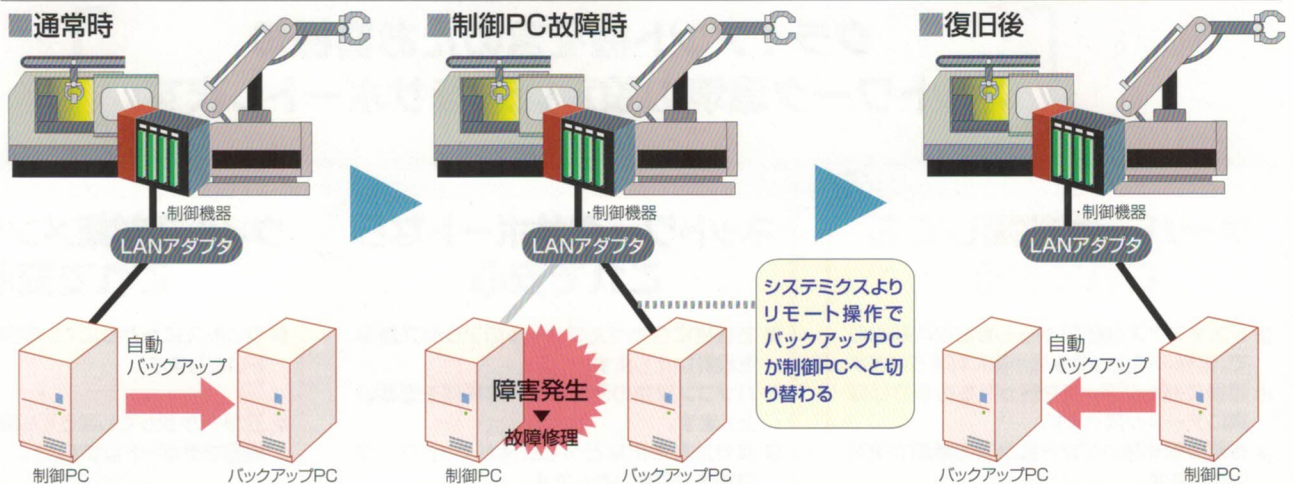 通常時
・制御機器
LANアダプタ
自動
バックアップ
制御PC
バックアップPC
制御PC故障時
・制御機器
LANアダプタ
システミクスより
リモート操作で
バックアップPC
が制御PCへと切
り替わる
障害発生
▼
故障修理
制御PC
バックアップPC
復旧後
・制御機器
LANアダプタ
自動
バックアップ
バックアップPC
制御PC